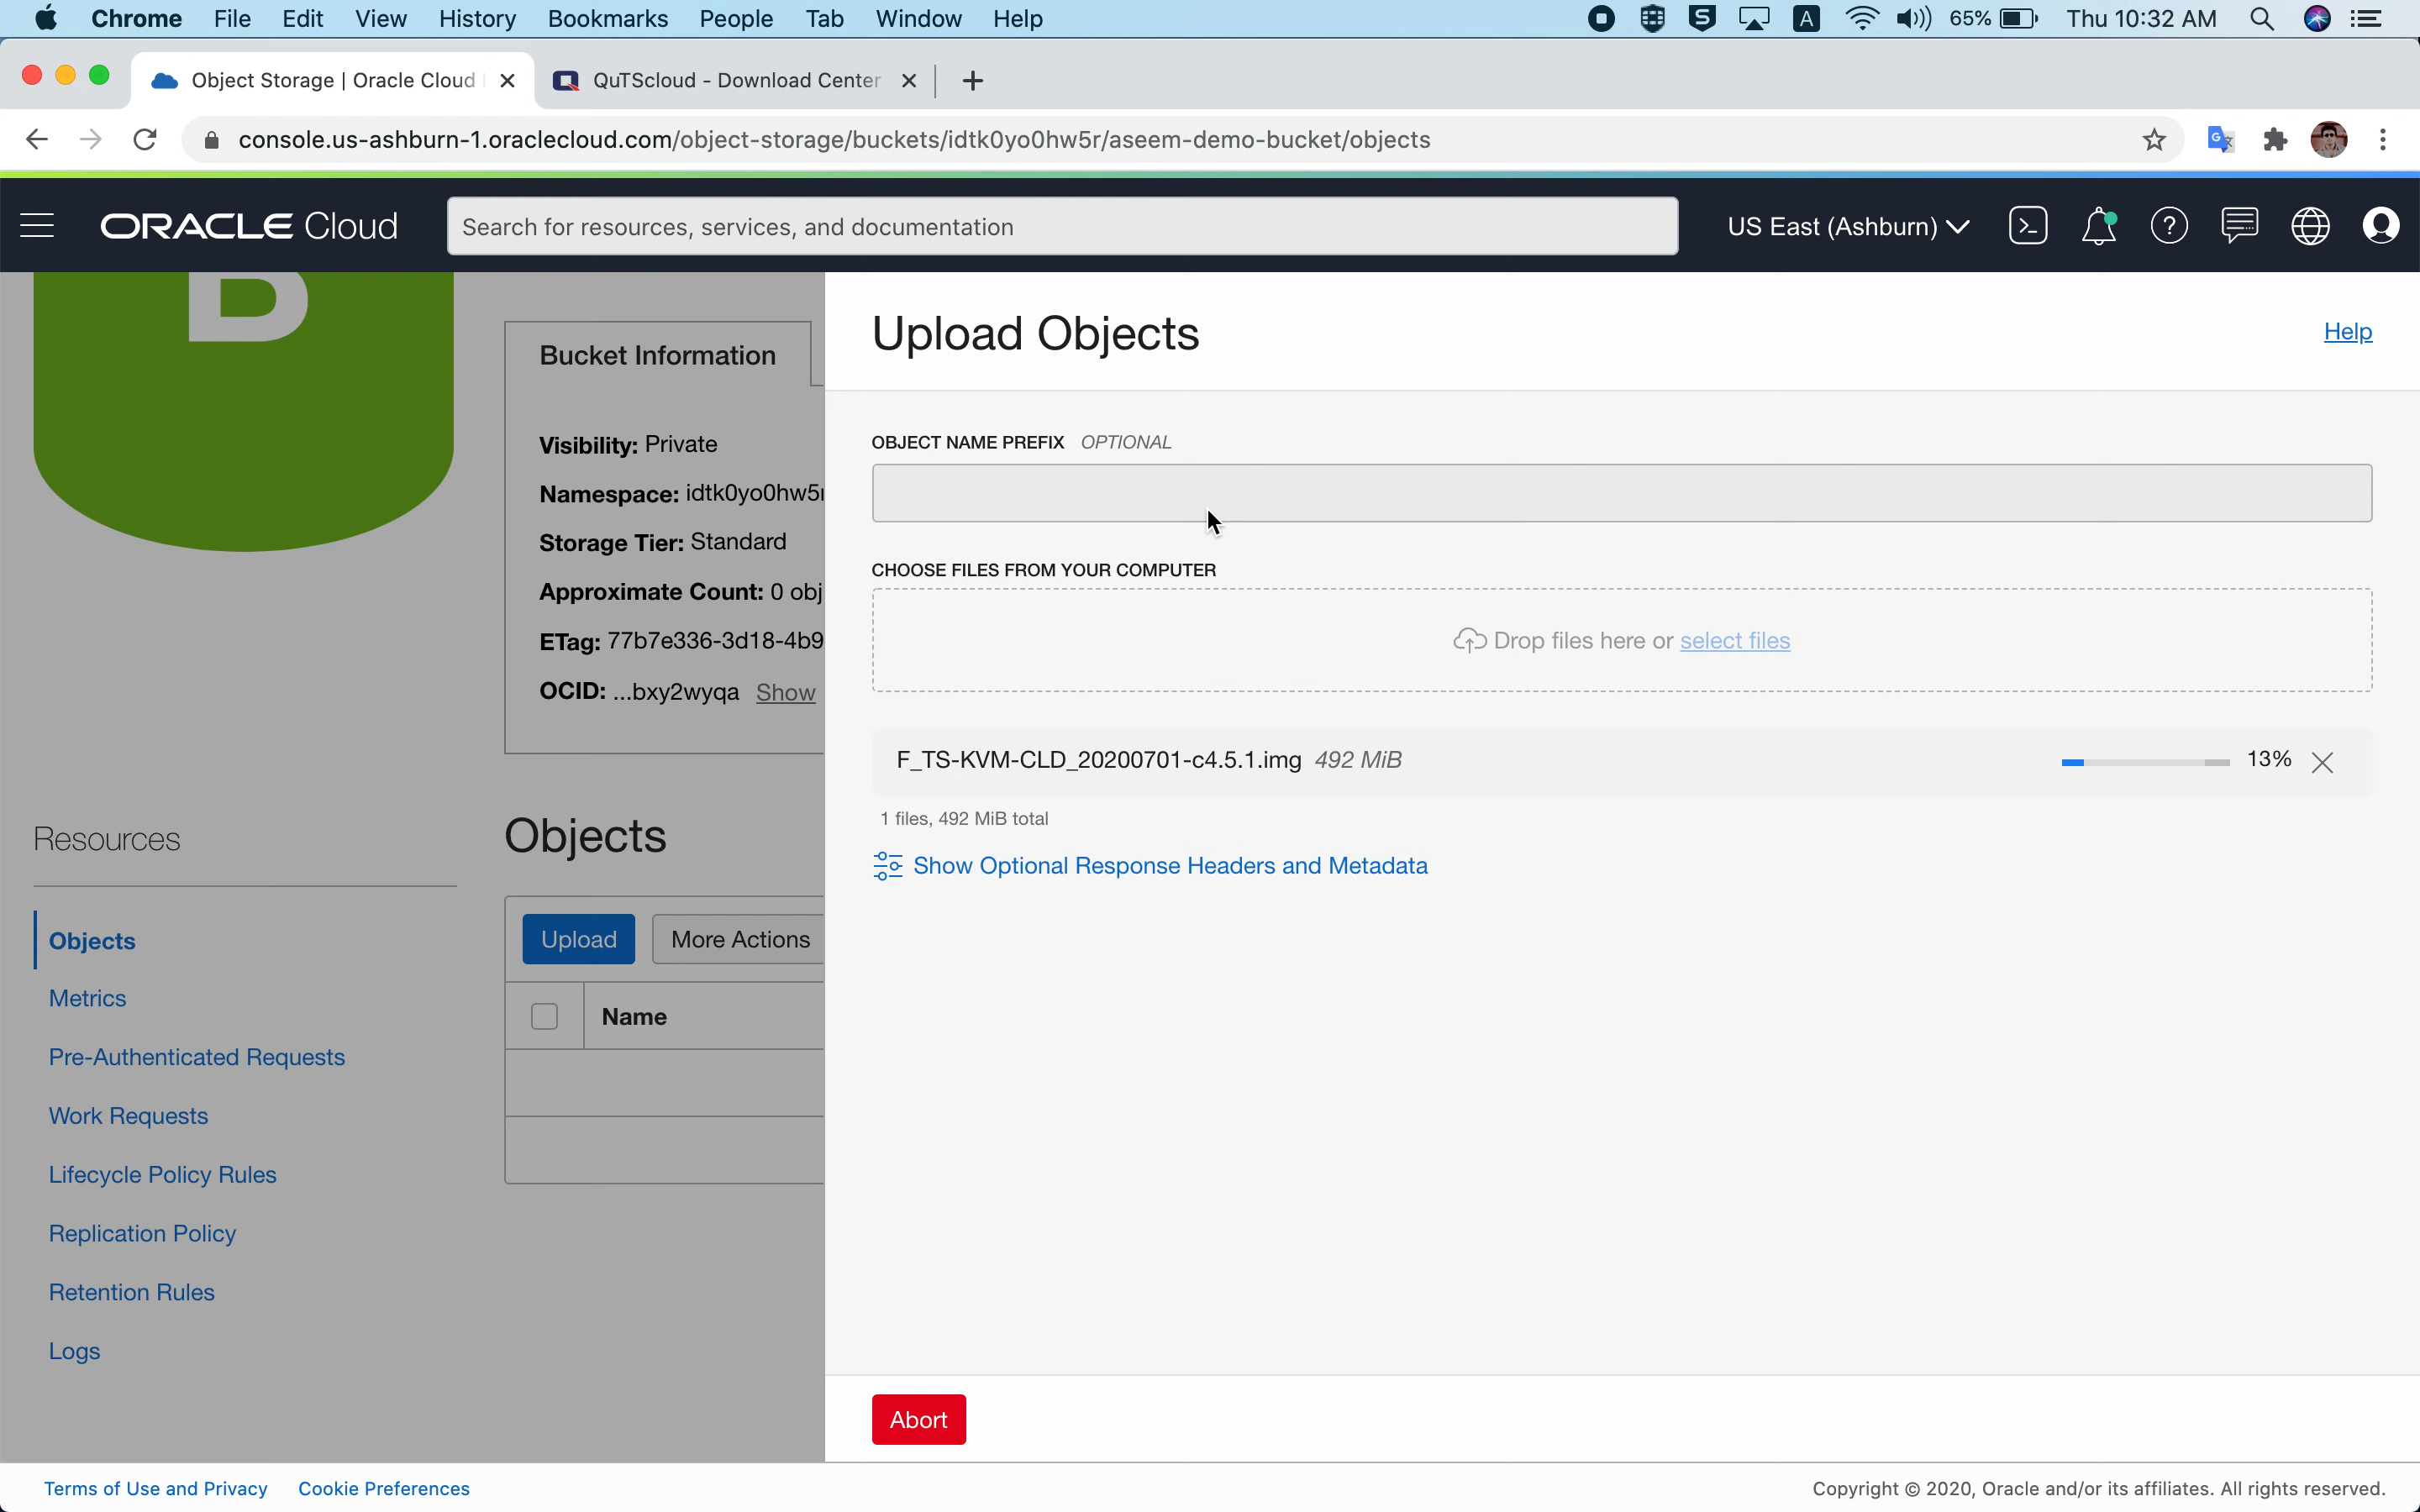 Chrome File Edit View History Bookmarks People Tab Window Help
A 65% Thu 10:32 AM
Object Storage | Oracle Cloud
QuTScloud - Download Center
console.us-ashburn-1.oraclecloud.com/object-storage/buckets/idtk0yo0hw5r/aseem-demo-bucket/objects
ORACLE Cloud
Search for resources, services, and documentation
US East (Ashburn)
B
Bucket Information
Visibility: Private
Namespace: idtk0yo0hw5r
Storage Tier: Standard
Approximate Count: 0 obj
ETag: 77b7e336-3d18-4b9
OCID: ...bxy2wyqa Show
Resources
Objects
Metrics
Pre-Authenticated Requests
Work Requests
Lifecycle Policy Rules
Replication Policy
Retention Rules
Logs
Objects
Upload More Actions
Name
Upload Objects
Help
OBJECT NAME PREFIX OPTIONAL
CHOOSE FILES FROM YOUR COMPUTER
Drop files here or select files
F_TS-KVM-CLD_20200701-c4.5.1.img 492 MiB 13%
1 files, 492 MiB total
Show Optional Response Headers and Metadata
Abort
Terms of Use and Privacy Cookie Preferences
Copyright © 2020, Oracle and/or its affiliates. All rights reserved.